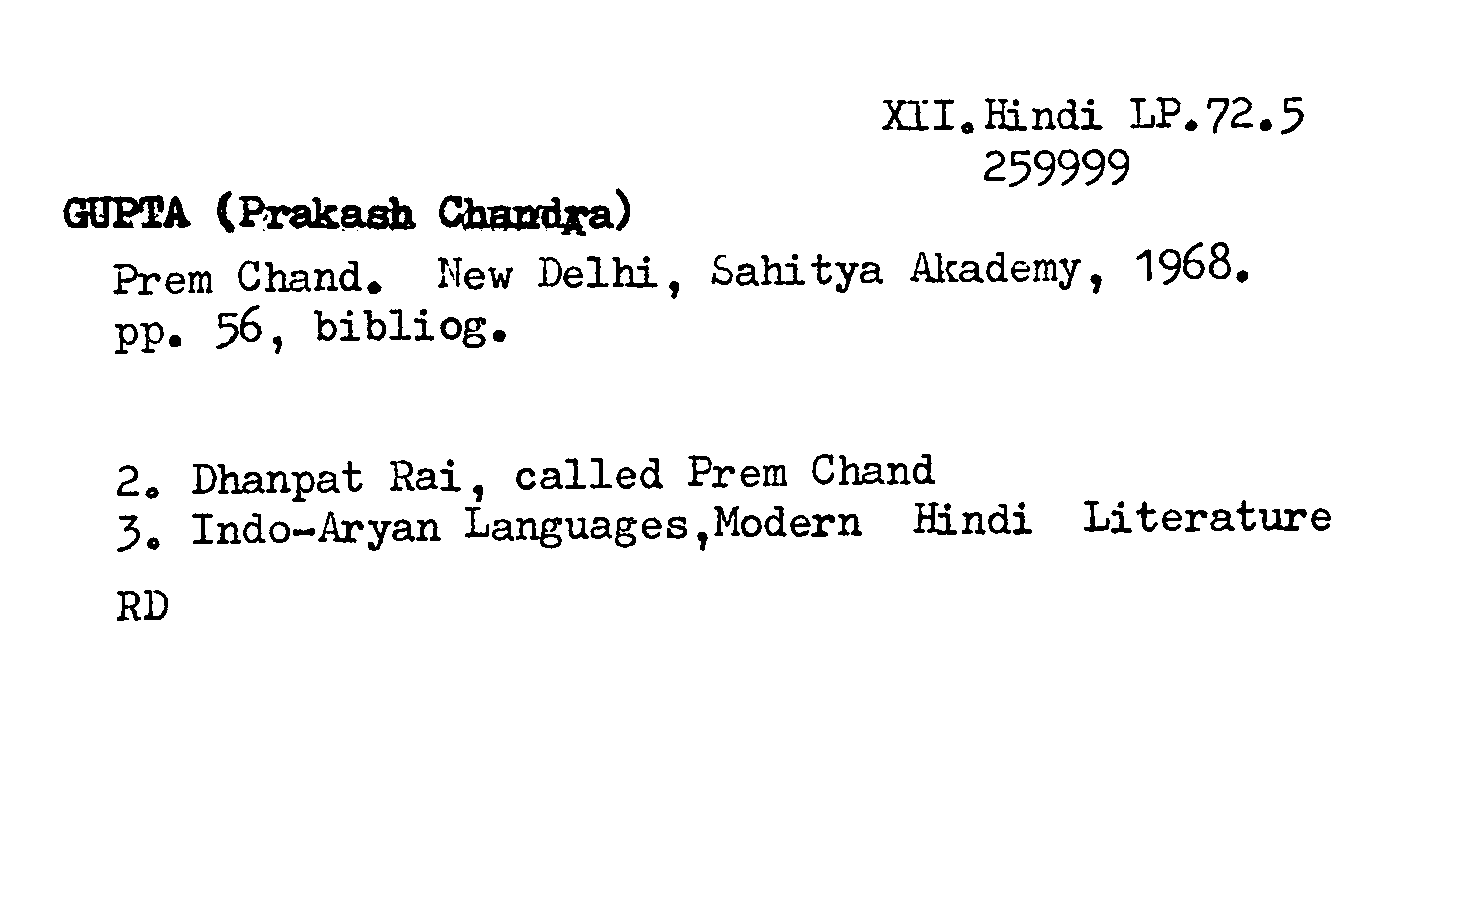 XII.Hindi LP.72.5
259999
GUPTA (Prakash Chandra)
Prem Chand. New Delhi, Sahitya Akademy, 1968.
pp. 56, bibliog.
2. Dhanpat Rai, called Prem Chand
3. Indo-Aryan Languages,Modern Hindi Literature
RD